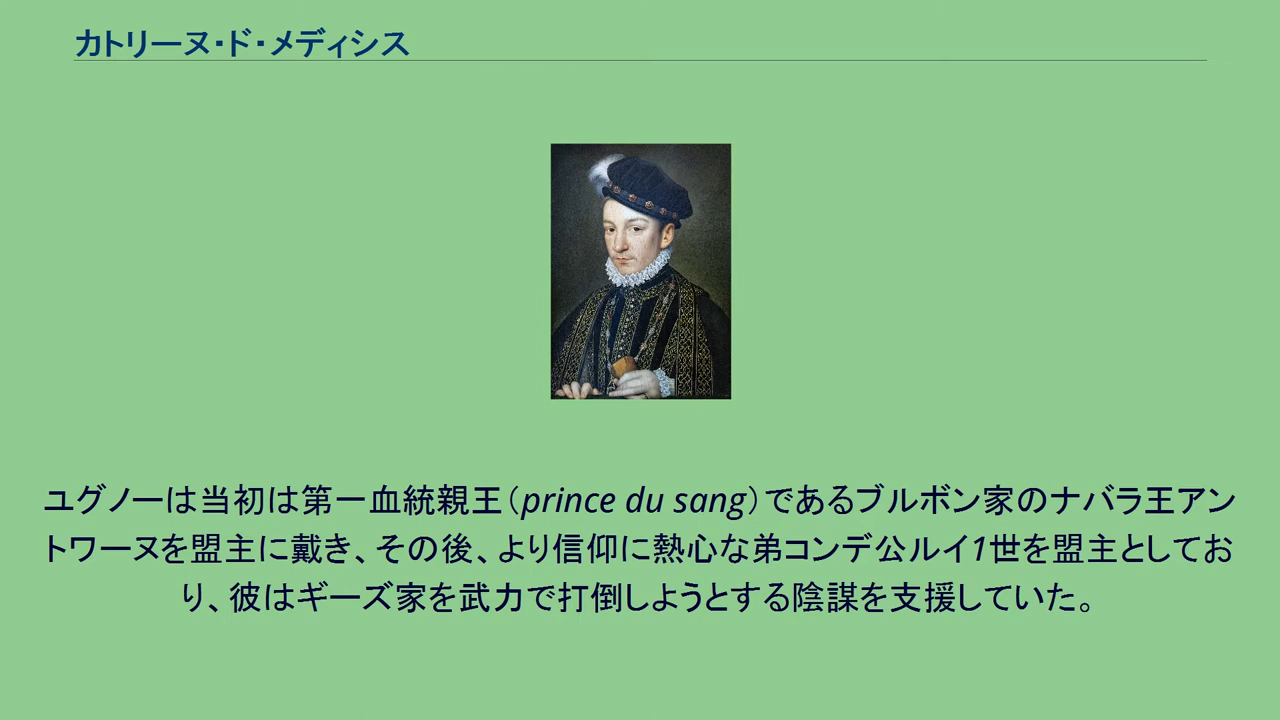 カトリーヌ・ド・メディシス
ユグノーは当初は第一血統親王（prince du sang）であるブルボン家のナバラ王アン
トワーヌを盟主に戴き、その後、より信仰に熱心な弟コンデ公ルイ1世を盟主としてお
り、彼はギーズ家を武力で打倒しようとする陰謀を支援していた。